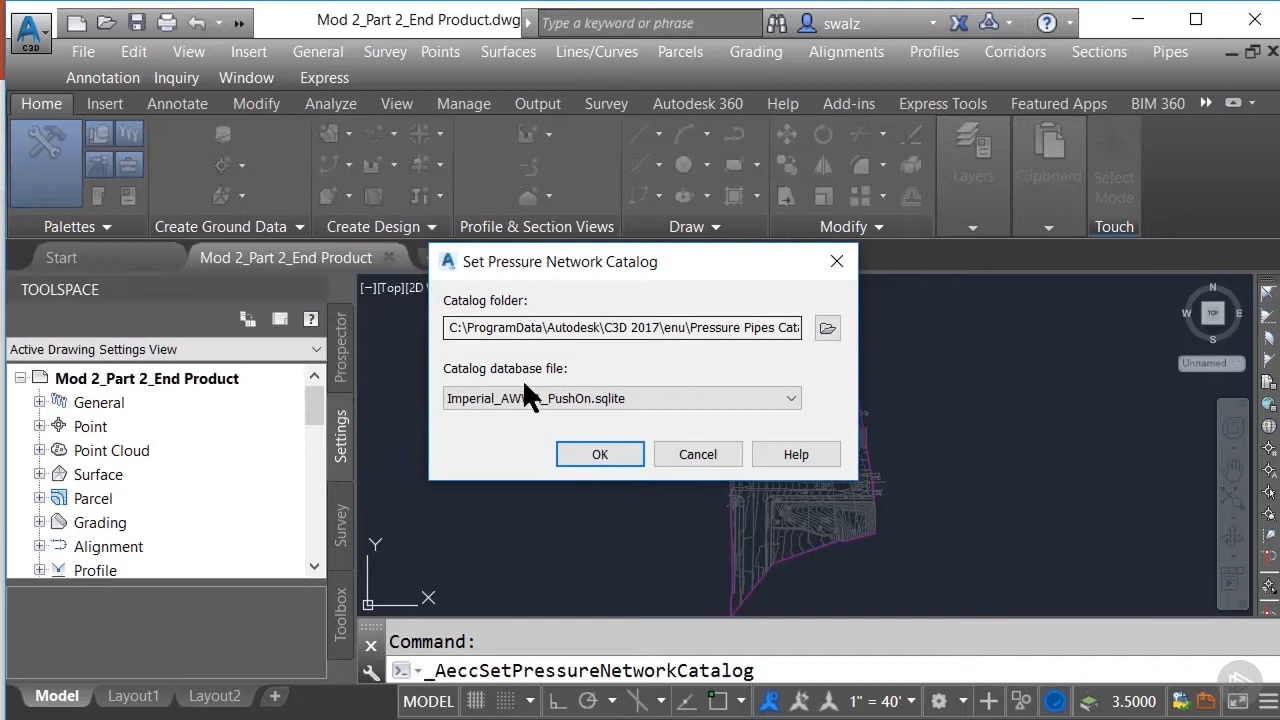 Mod 2_Part 2_End Product.dwg
Type a keyword or phrase
swalz
C3D
File Edit View Insert General Survey Points Surfaces Lines/Curves Parcels Grading Alignments Profiles Corridors Sections Pipes
Annotation Inquiry Window Express
Home Insert Annotate Modify Analyze View Manage Output Survey Autodesk 360 Help Add-ins Express Tools Featured Apps BIM 360
Layers Clipboard Select
Mode
Palettes Create Ground Data Create Design Profile & Section Views Draw Modify Touch
Start Mod 2_Part 2_End Product
TOOLSPACE
Active Drawing Settings View
Mod 2_Part 2_End Product
General
Point
Point Cloud
Surface
Parcel
Grading
Alignment
Profile
Prospector
Settings
Survey
Toolbox
[−][Top][2D
Set Pressure Network Catalog
Catalog folder:
C:\ProgramData\Autodesk\C3D 2017\enu\Pressure Pipes Cat
Catalog database file:
_PushOn.sqlite
OK Cancel Help
N
W TOP E
S
Unnamed
Y
X
Command:
_AeccSetPressureNetworkCatalog
Model Layout1 Layout2 +
MODEL 1" = 40' 3.5000